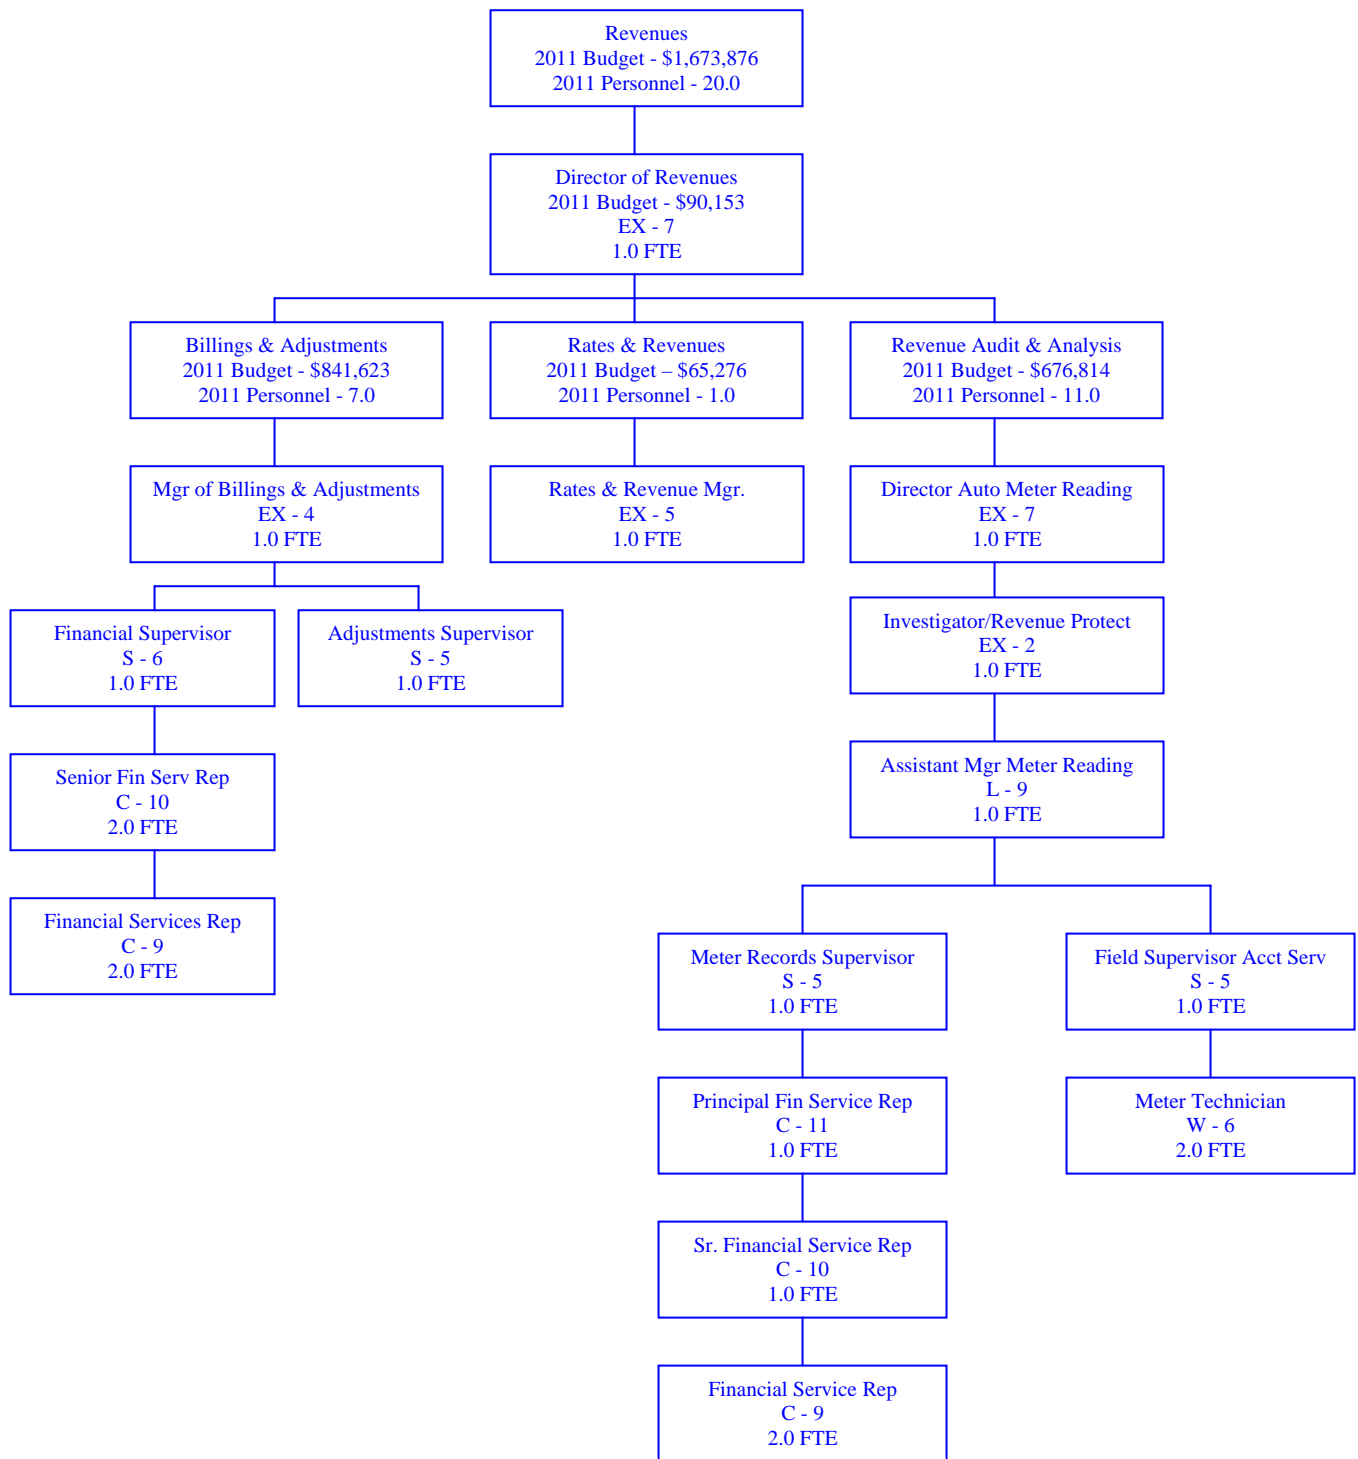 Revenues
2011 Budget - $1,673,876
2011 Personnel - 20.0
Director of Revenues
2011 Budget - $90,153
EX - 7
1.0 FTE
Billings & Adjustments
2011 Budget - $841,623
2011 Personnel - 7.0
Rates & Revenues
2011 Budget – $65,276
2011 Personnel - 1.0
Revenue Audit & Analysis
2011 Budget - $676,814
2011 Personnel - 11.0
Mgr of Billings & Adjustments
EX - 4
1.0 FTE
Rates & Revenue Mgr.
EX - 5
1.0 FTE
Director Auto Meter Reading
EX - 7
1.0 FTE
Financial Supervisor
S - 6
1.0 FTE
Adjustments Supervisor
S - 5
1.0 FTE
Investigator/Revenue Protect
EX - 2
1.0 FTE
Senior Fin Serv Rep
C - 10
2.0 FTE
Assistant Mgr Meter Reading
L - 9
1.0 FTE
Financial Services Rep
C - 9
2.0 FTE
Meter Records Supervisor
S - 5
1.0 FTE
Field Supervisor Acct Serv
S - 5
1.0 FTE
Principal Fin Service Rep
C - 11
1.0 FTE
Meter Technician
W - 6
2.0 FTE
Sr. Financial Service Rep
C - 10
1.0 FTE
Financial Service Rep
C - 9
2.0 FTE